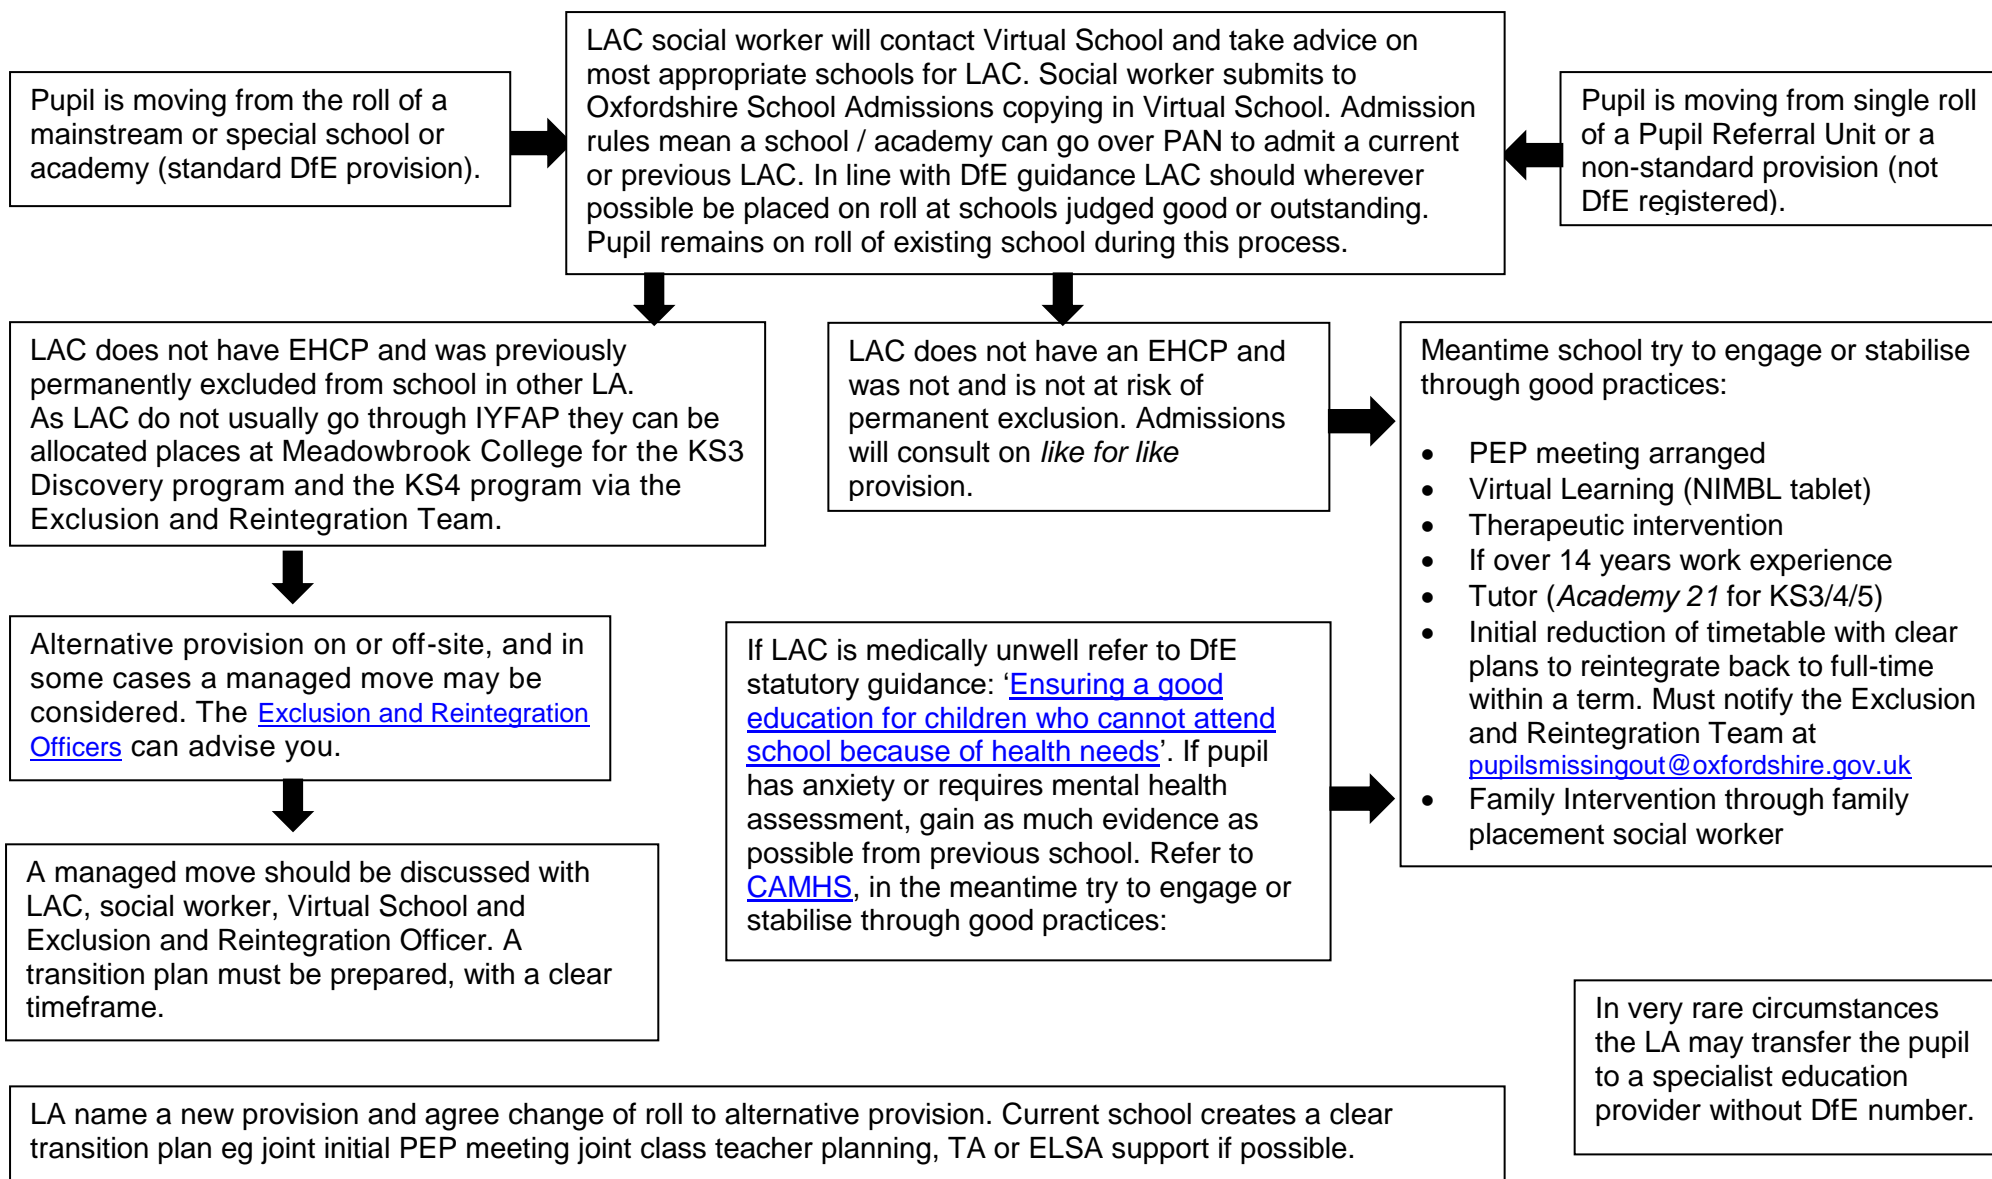 LAC social worker will contact Virtual School and take advice on
most appropriate schools for LAC. Social worker submits to
Oxfordshire School Admissions copying in Virtual School. Admission
rules mean a school / academy can go over PAN to admit a current
or previous LAC. In line with DfE guidance LAC should wherever
possible be placed on roll at schools judged good or outstanding.
Pupil remains on roll of existing school during this process.
Pupil is moving from the roll of a
mainstream or special school or
academy (standard DfE provision).
Pupil is moving from single roll
of a Pupil Referral Unit or a
non-standard provision (not
DfE registered).
LAC does not have EHCP and was previously
permanently excluded from school in other LA.
As LAC do not usually go through IYFAP they can be
allocated places at Meadowbrook College for the KS3
Discovery program and the KS4 program via the
Exclusion and Reintegration Team.
LAC does not have an EHCP and
was not and is not at risk of
permanent exclusion. Admissions
will consult on like for like
provision.
Meantime school try to engage or stabilise
through good practices:
• PEP meeting arranged
• Virtual Learning (NIMBL tablet)
• Therapeutic intervention
• If over 14 years work experience
• Tutor (Academy 21 for KS3/4/5)
• Initial reduction of timetable with clear
plans to reintegrate back to full-time
within a term. Must notify the Exclusion
and Reintegration Team at
pupilsmissingout@oxfordshire.gov.uk
• Family Intervention through family
placement social worker
Alternative provision on or off-site, and in
some cases a managed move may be
considered. The Exclusion and Reintegration
Officers can advise you.
If LAC is medically unwell refer to DfE
statutory guidance: ‘Ensuring a good
education for children who cannot attend
school because of health needs’. If pupil
has anxiety or requires mental health
assessment, gain as much evidence as
possible from previous school. Refer to
CAMHS, in the meantime try to engage or
stabilise through good practices:
A managed move should be discussed with
LAC, social worker, Virtual School and
Exclusion and Reintegration Officer. A
transition plan must be prepared, with a clear
timeframe.
In very rare circumstances
the LA may transfer the pupil
to a specialist education
provider without DfE number.
LA name a new provision and agree change of roll to alternative provision. Current school creates a clear
transition plan eg joint initial PEP meeting joint class teacher planning, TA or ELSA support if possible.